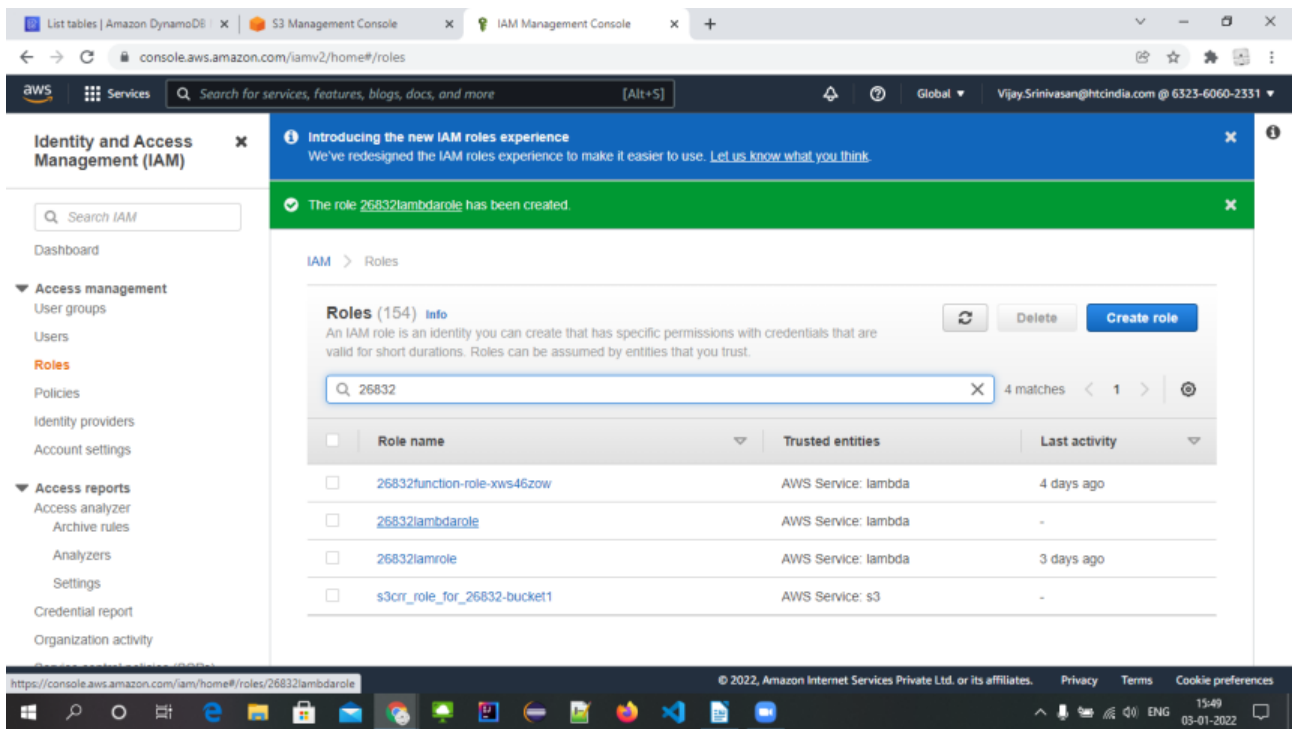 List tables | Amazon DynamoDB
S3 Management Console
IAM Management Console
console.aws.amazon.com/iamv2/home#/roles
aws
Services
Search for services, features, blogs, docs, and more
[Alt+S]
Global
Vijay.Srinivasan@htcindia.com @ 6323-6060-2331
Identity and Access
Management (IAM)
Search IAM
Dashboard
Access management
User groups
Users
Roles
Policies
Identity providers
Account settings
Access reports
Access analyzer
Archive rules
Analyzers
Settings
Credential report
Organization activity
Introducing the new IAM roles experience
We've redesigned the IAM roles experience to make it easier to use. Let us know what you think.
The role 26832lambdarole has been created.
IAM > Roles
Roles (154) Info
An IAM role is an identity you can create that has specific permissions with credentials that are
valid for short durations. Roles can be assumed by entities that you trust.
Delete
Create role
26832
4 matches
1
Role name Trusted entities Last activity
26832function-role-xws46zow AWS Service: lambda 4 days ago
26832lambdarole AWS Service: lambda -
26832lamrole AWS Service: lambda 3 days ago
s3crr_role_for_26832-bucket1 AWS Service: s3 -
https://console.aws.amazon.com/iam/home#/roles/26832lambdarole
© 2022, Amazon Internet Services Private Ltd. or its affiliates. Privacy Terms Cookie preferences
ENG
15:49
03-01-2022